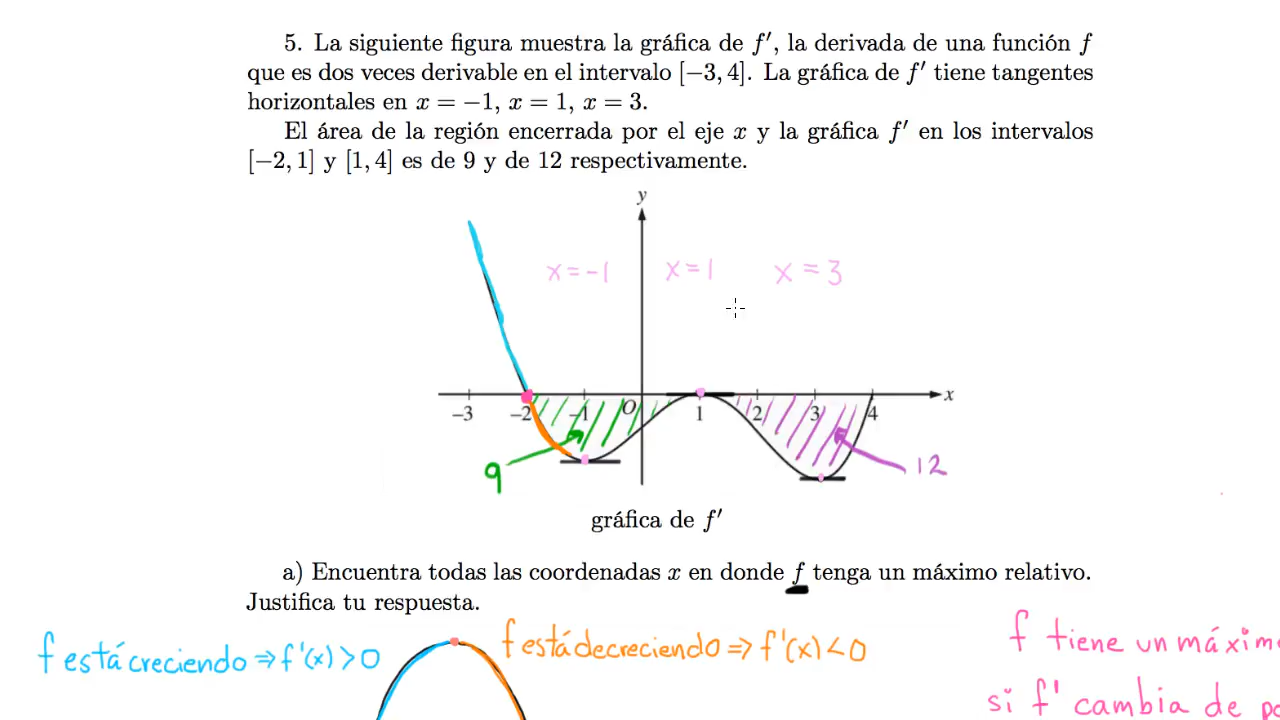 5. La siguiente figura muestra la gráfica de f′, la derivada de una función f
que es dos veces derivable en el intervalo [−3, 4]. La gráfica de f′ tiene tangentes
horizontales en x = −1, x = 1, x = 3.
El área de la región encerrada por el eje x y la gráfica f′ en los intervalos
[−2, 1] y [1, 4] es de 9 y de 12 respectivamente.
y
x=-1 x=1 x=3
x
−3 −2 −1 O 1 2 3 4
9 12
gráfica de f′
a) Encuentra todas las coordenadas x en donde f tenga un máximo relativo.
Justifica tu respuesta.
f está creciendo ⇒ f'(x) > 0
f está decreciendo ⇒ f'(x) < 0
f tiene un máxim
si f' cambia de po